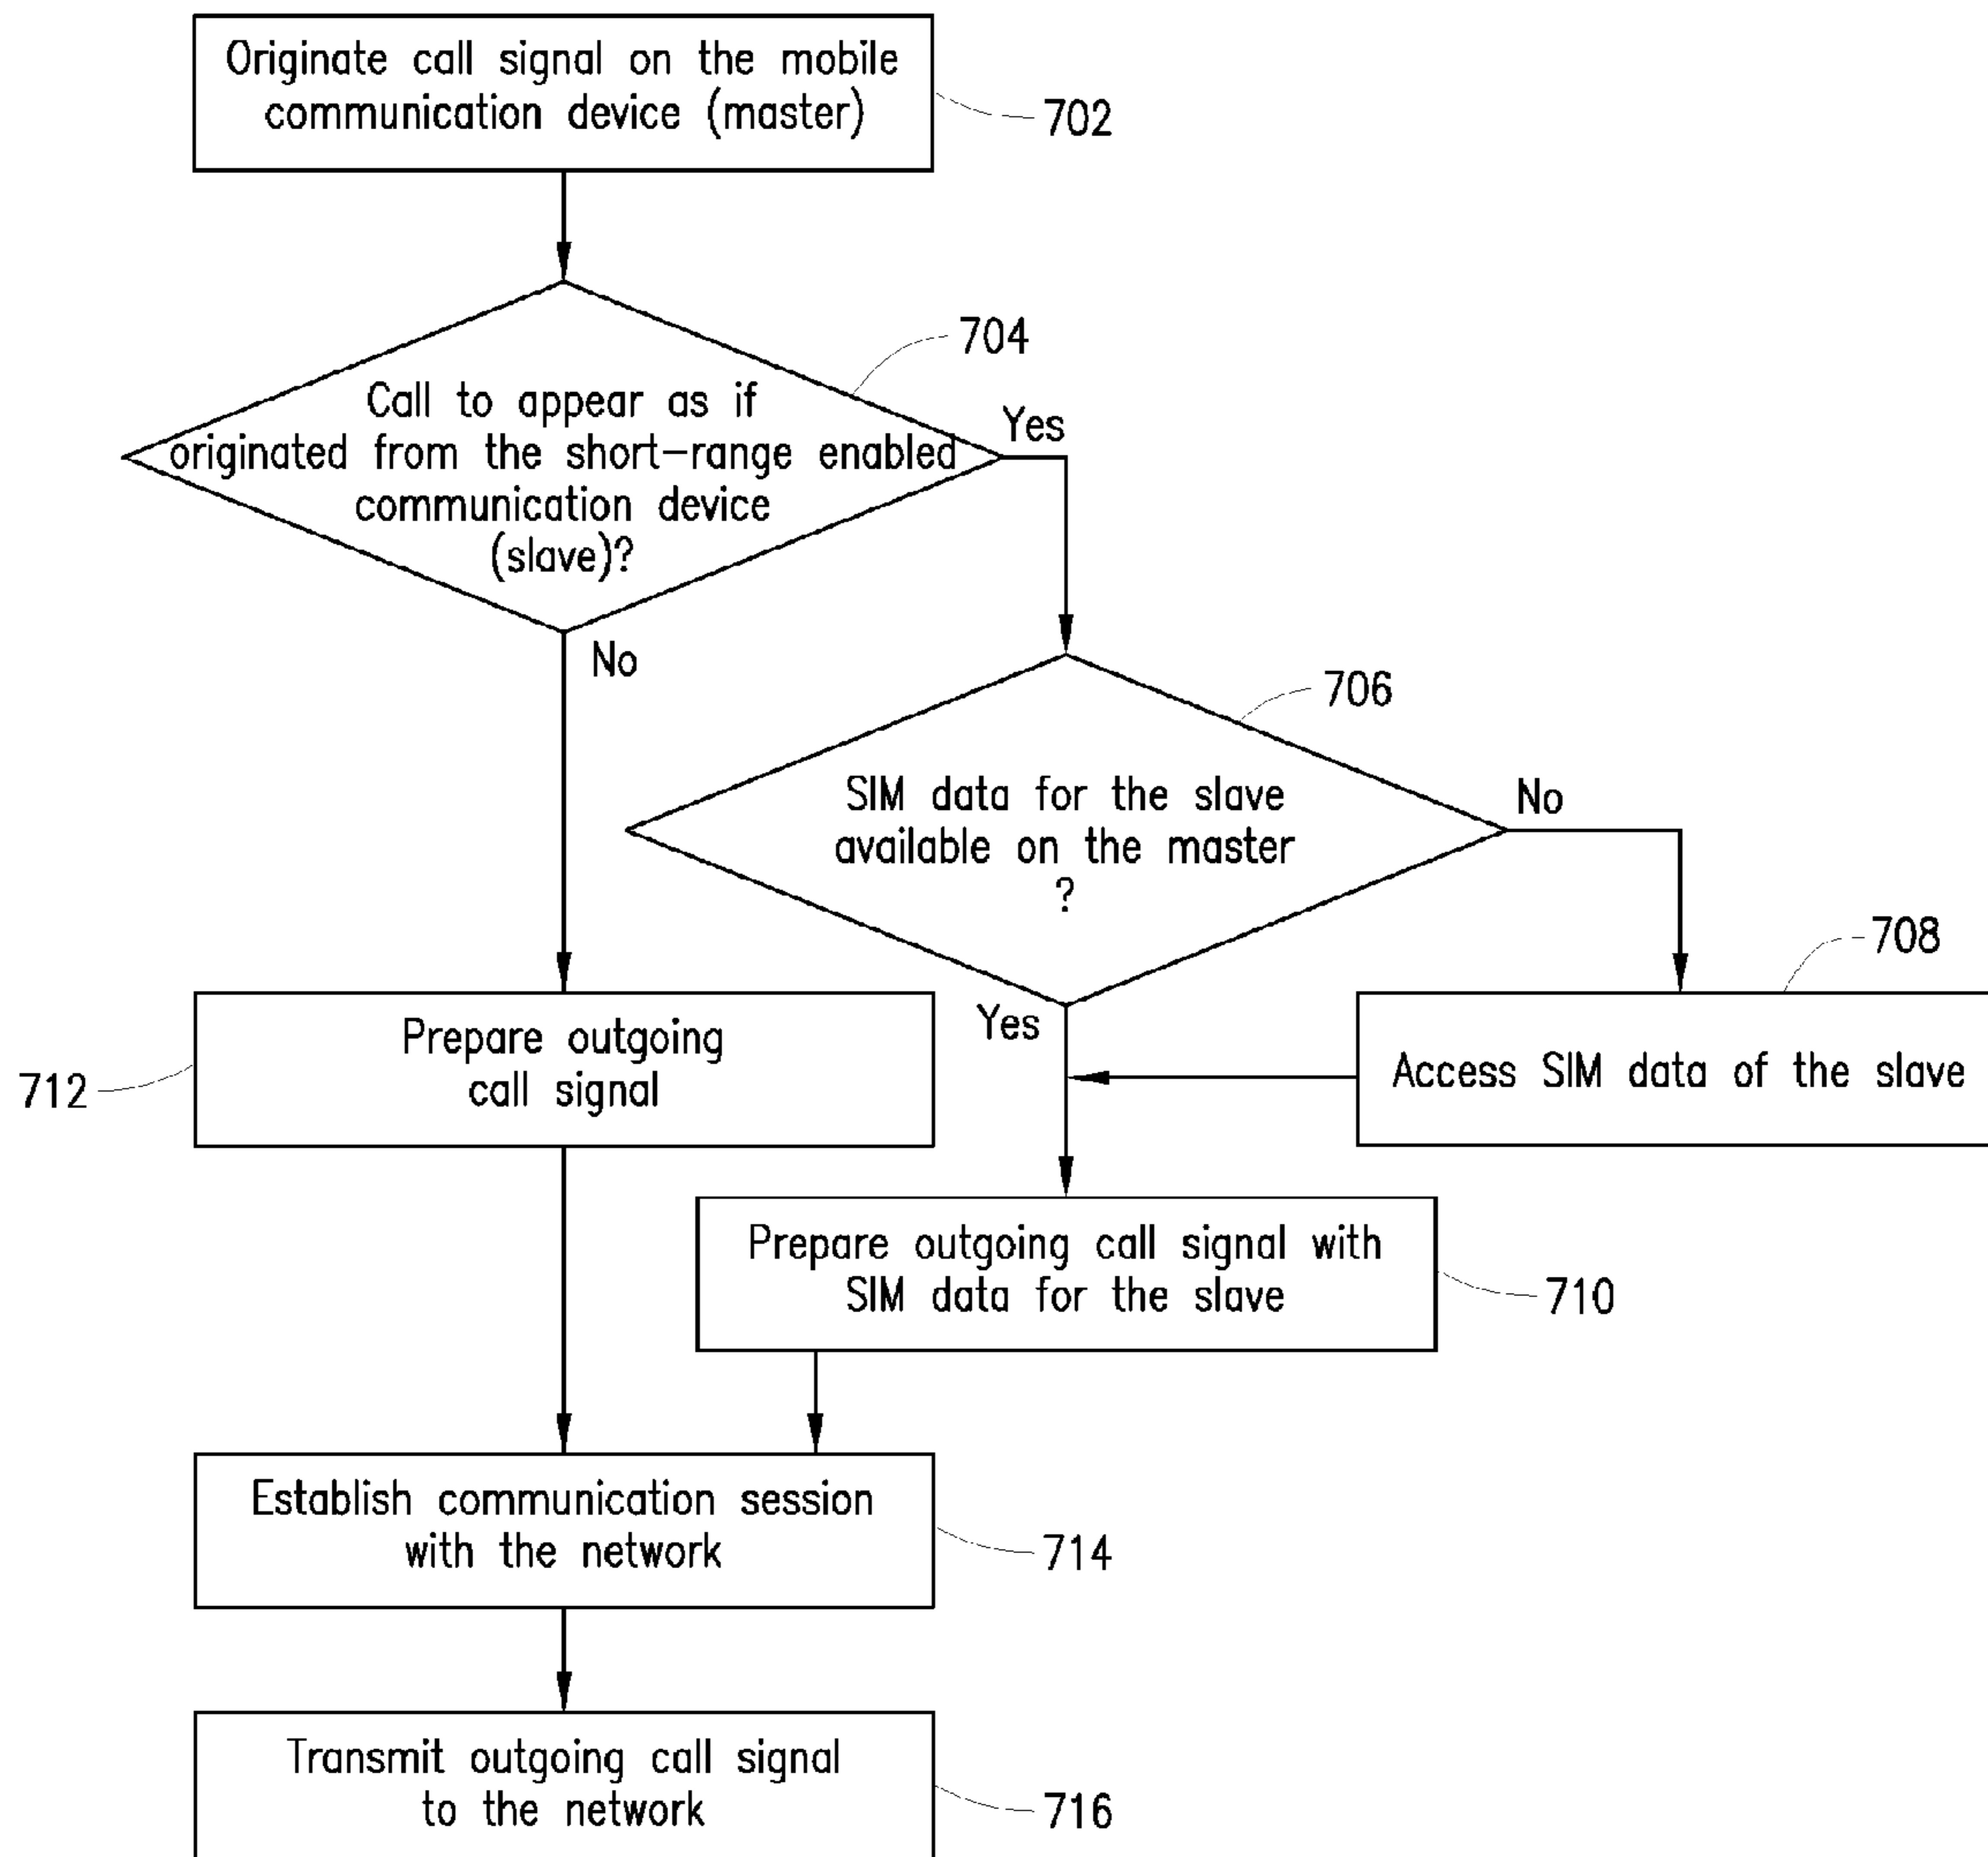 Originate call signal on the mobile
communication device (master)
702
704
Call to appear as if
originated from the short-range enabled
communication device
(slave)?
Yes
No
706
SIM data for the slave
available on the master
?
No
Yes
708
Access SIM data of the slave
Prepare outgoing
call signal
712
Prepare outgoing call signal with
SIM data for the slave
710
Establish communication session
with the network
714
Transmit outgoing call signal
to the network
716